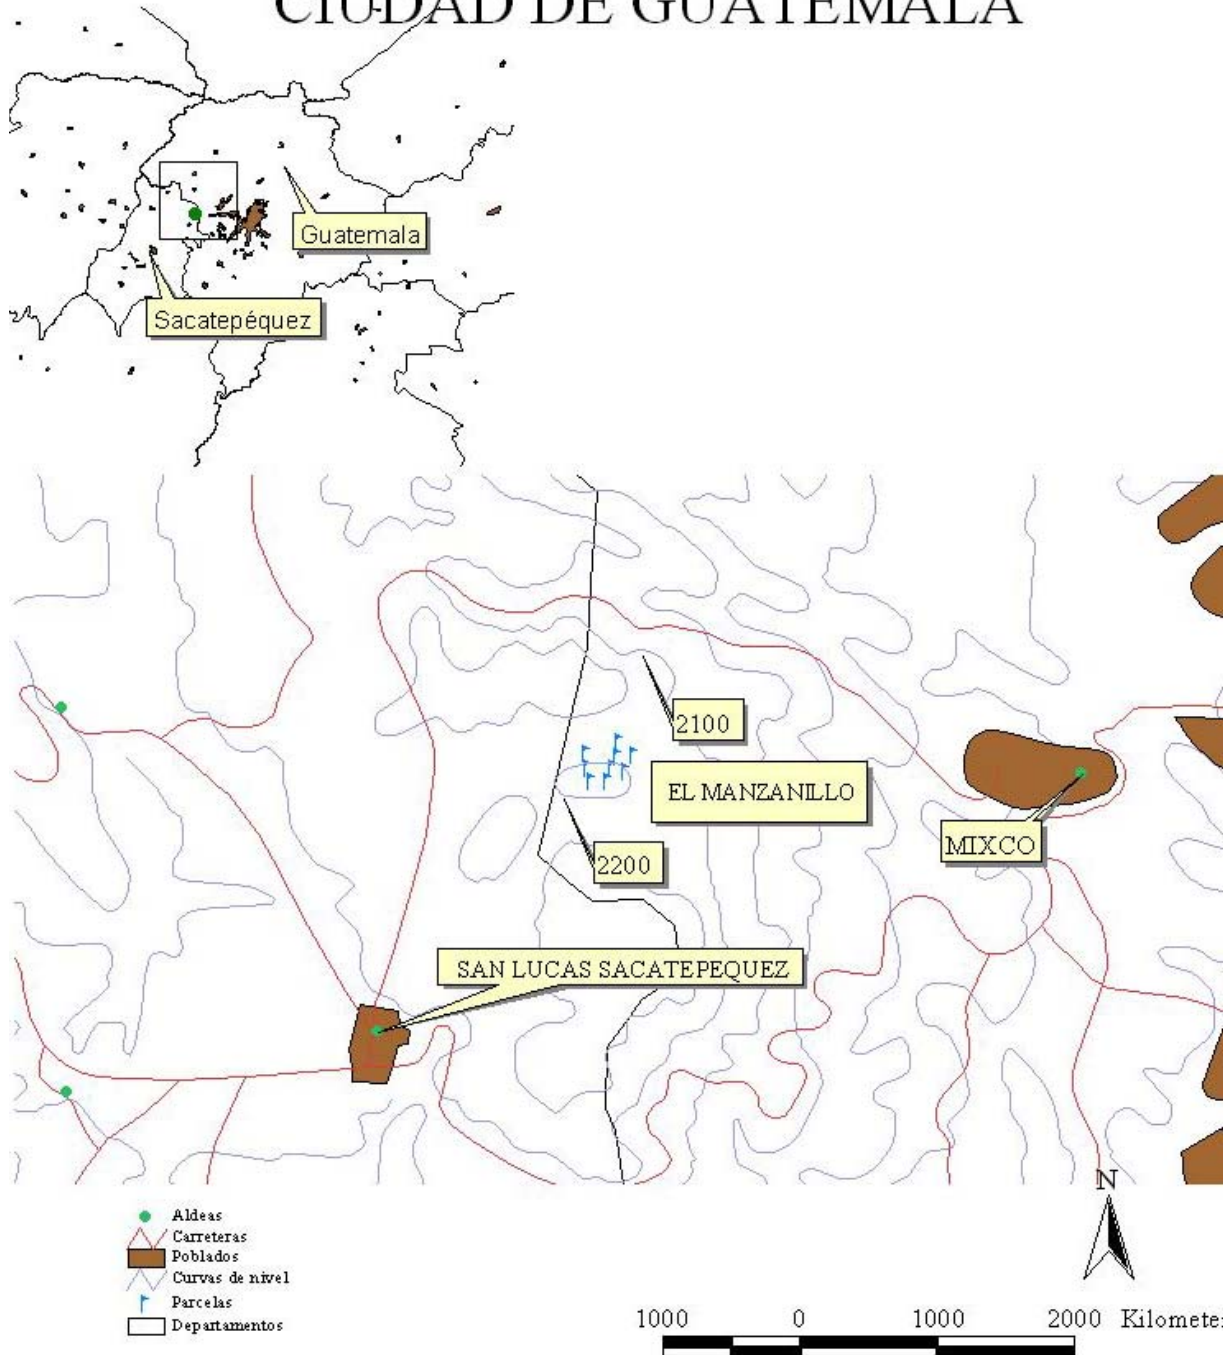 CIUDAD DE GUATEMALA
Guatemala
Sacatepéquez
2100
EL MANZANILLO
MIXCO
2200
SAN LUCAS SACATEPEQUEZ
N
Aldeas
Carreteras
Poblados
Curvas de nivel
Parcelas
Departamentos
1000 0 1000 2000 Kilomete